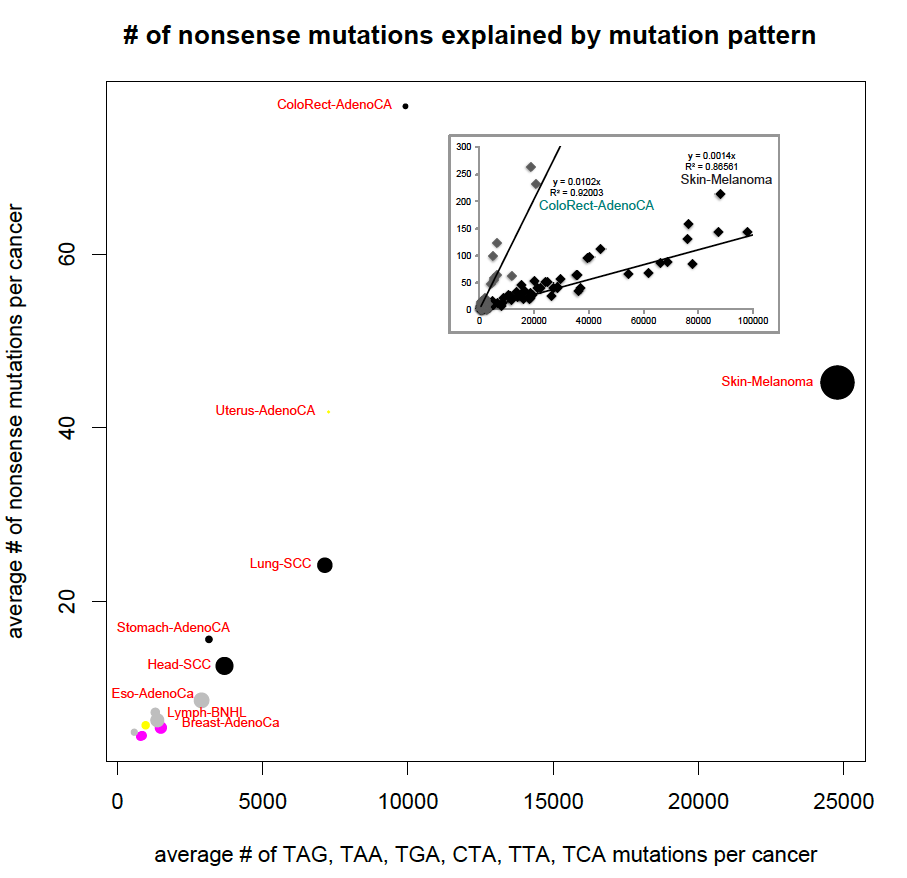 # of nonsense mutations explained by mutation pattern
average # of nonsense mutations per cancer
60
40
20
ColoRect-AdenoCA
300
250
200
150
100
50
0
y = 0.0102x
R² = 0.92003
ColoRect-AdenoCA
y = 0.0014x
R² = 0.86561
Skin-Melanoma
0
20000
40000
60000
80000
100000
Skin-Melanoma
Uterus-AdenoCA
Lung-SCC
Stomach-AdenoCA
Head-SCC
Eso-AdenoCa
Lymph-BNHL
Breast-AdenoCa
0
5000
10000
15000
20000
25000
average # of TAG, TAA, TGA, CTA, TTA, TCA mutations per cancer